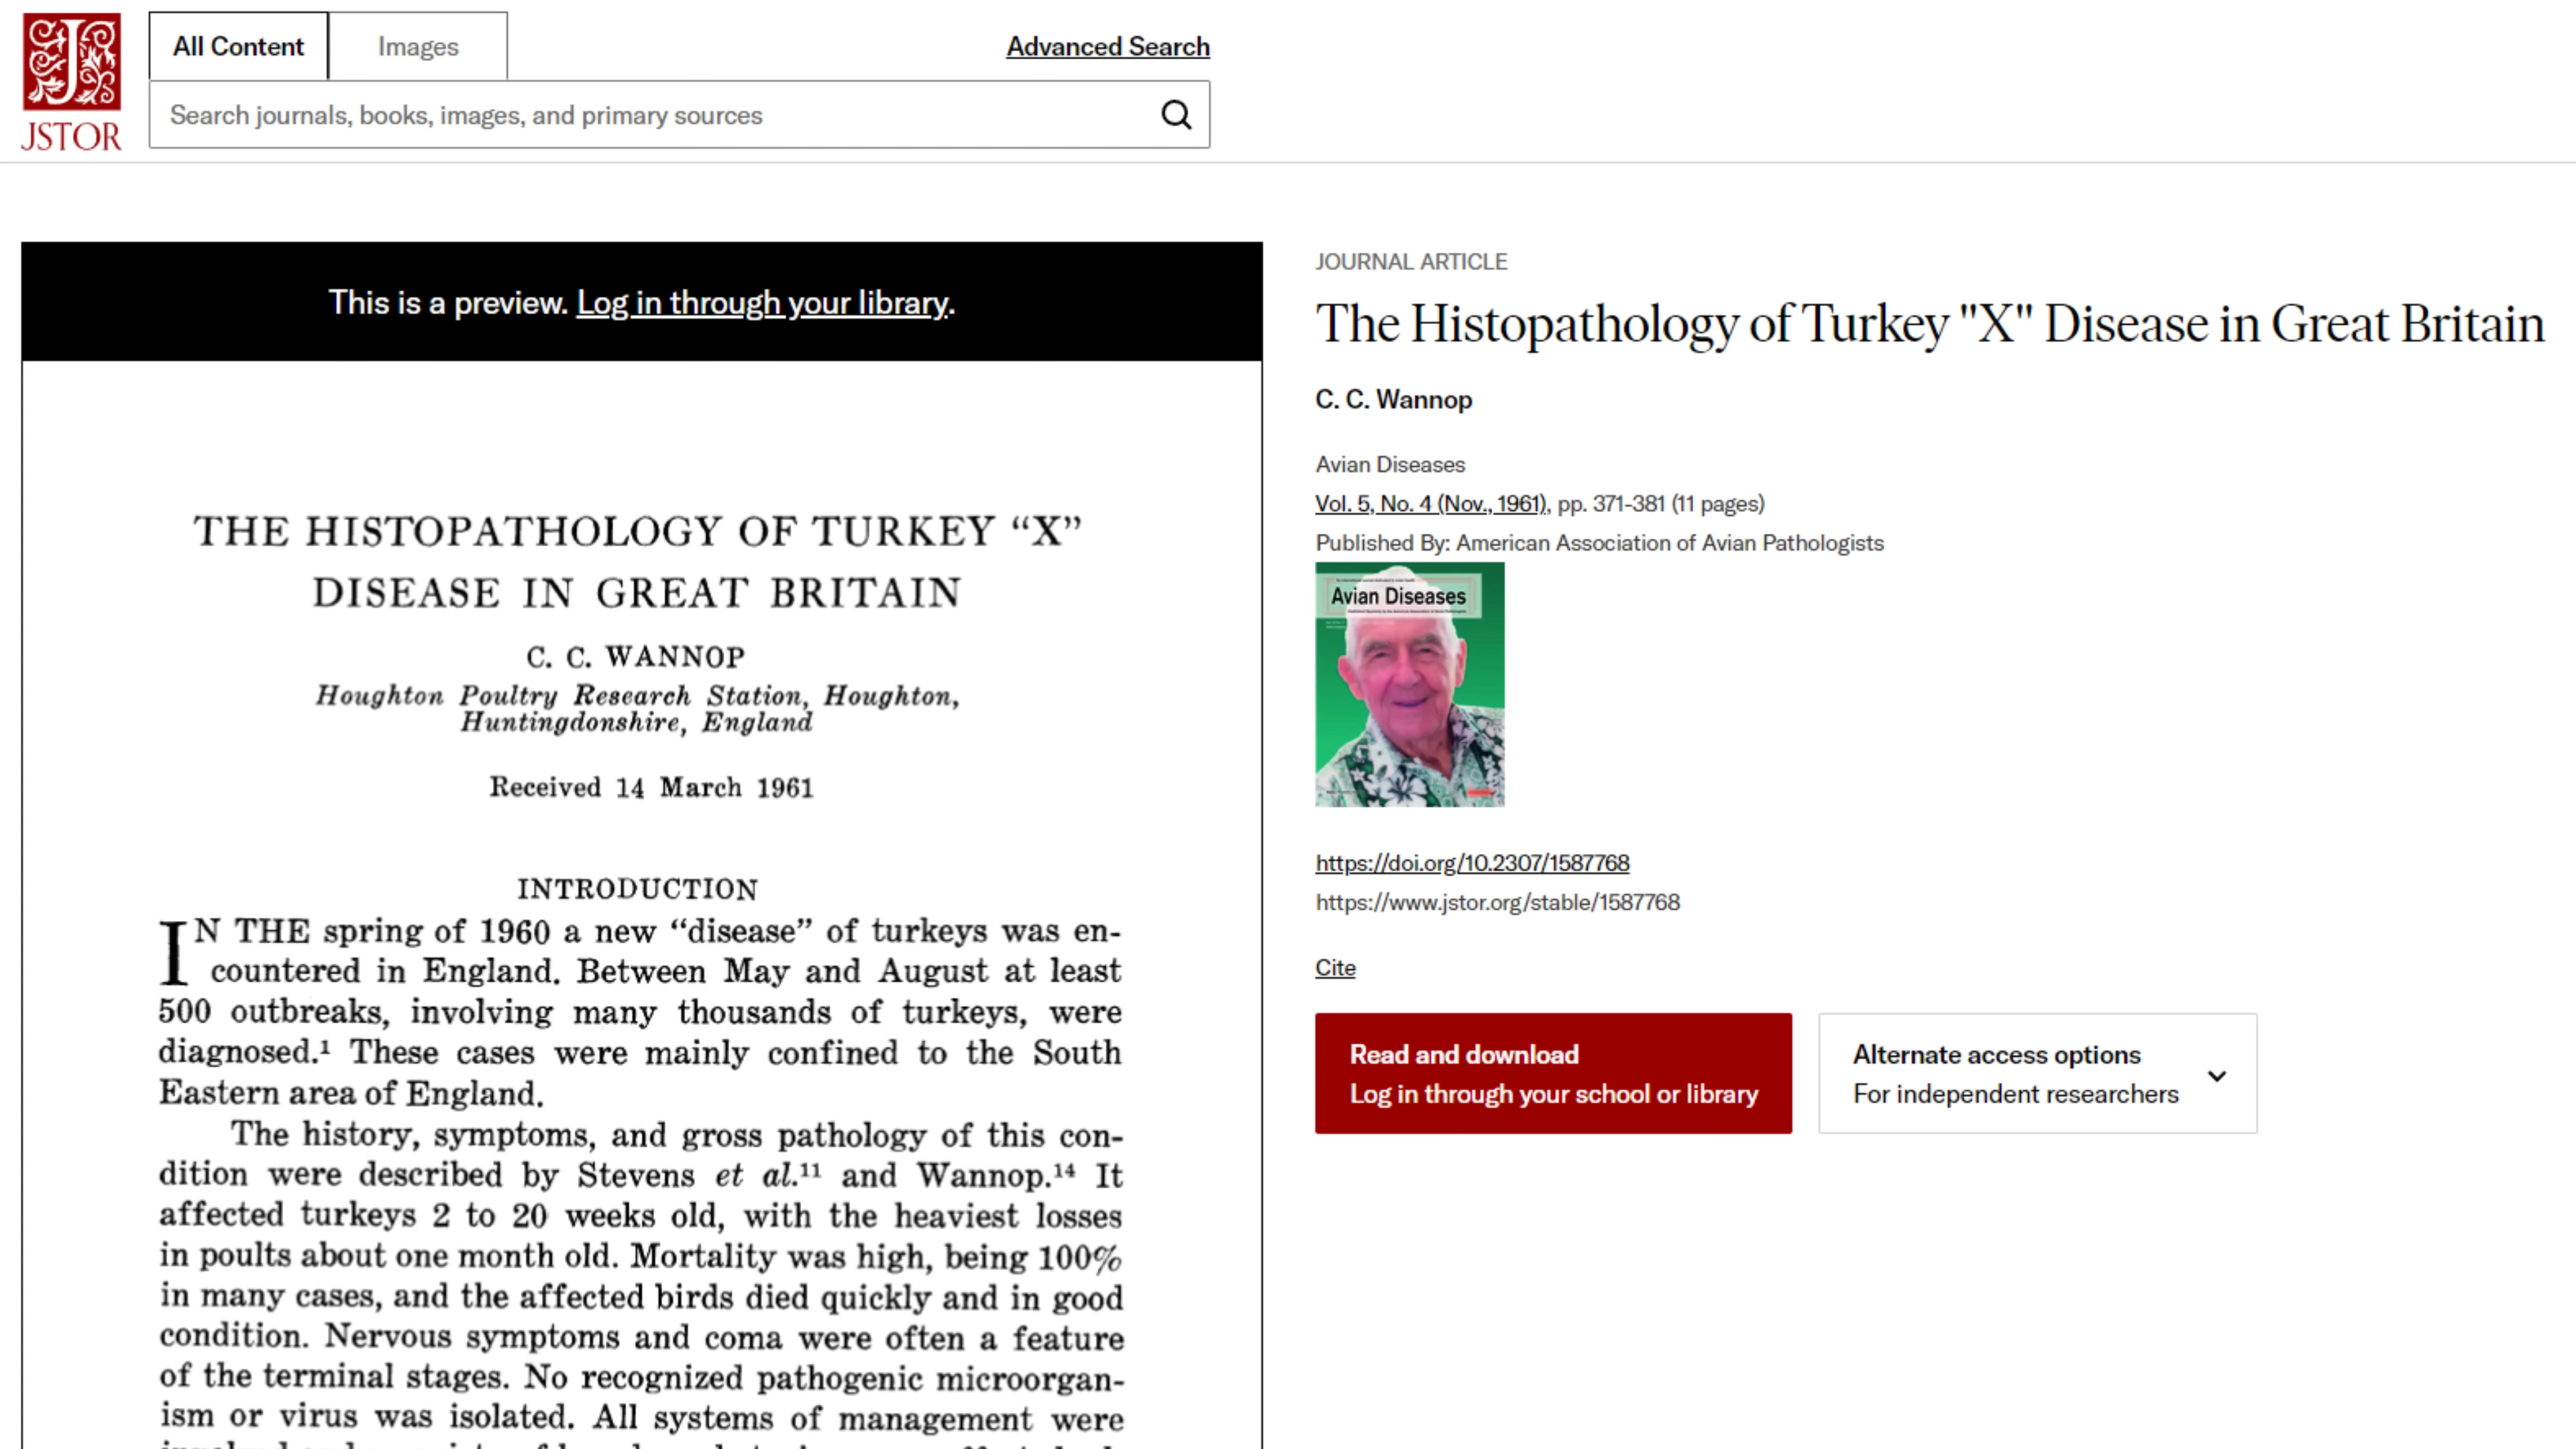 All Content
Images
Advanced Search
Search journals, books, images, and primary sources
JSTOR
This is a preview. Log in through your library.
THE HISTOPATHOLOGY OF TURKEY “X”
DISEASE IN GREAT BRITAIN
C. C. WANNOP
Houghton Poultry Research Station, Houghton,
Huntingdonshire, England
Received 14 March 1961
INTRODUCTION
IN THE spring of 1960 a new “disease” of turkeys was en-
countered in England. Between May and August at least
500 outbreaks, involving many thousands of turkeys, were
diagnosed.¹ These cases were mainly confined to the South
Eastern area of England.
The history, symptoms, and gross pathology of this con-
dition were described by Stevens et al.¹¹ and Wannop.¹⁴ It
affected turkeys 2 to 20 weeks old, with the heaviest losses
in poults about one month old. Mortality was high, being 100%
in many cases, and the affected birds died quickly and in good
condition. Nervous symptoms and coma were often a feature
of the terminal stages. No recognized pathogenic microorgan-
ism or virus was isolated. All systems of management were
JOURNAL ARTICLE
The Histopathology of Turkey "X" Disease in Great Britain
C. C. Wannop
Avian Diseases
Vol. 5, No. 4 (Nov., 1961), pp. 371-381 (11 pages)
Published By: American Association of Avian Pathologists
Avian Diseases
https://doi.org/10.2307/1587768
https://www.jstor.org/stable/1587768
Cite
Read and download
Log in through your school or library
Alternate access options
For independent researchers